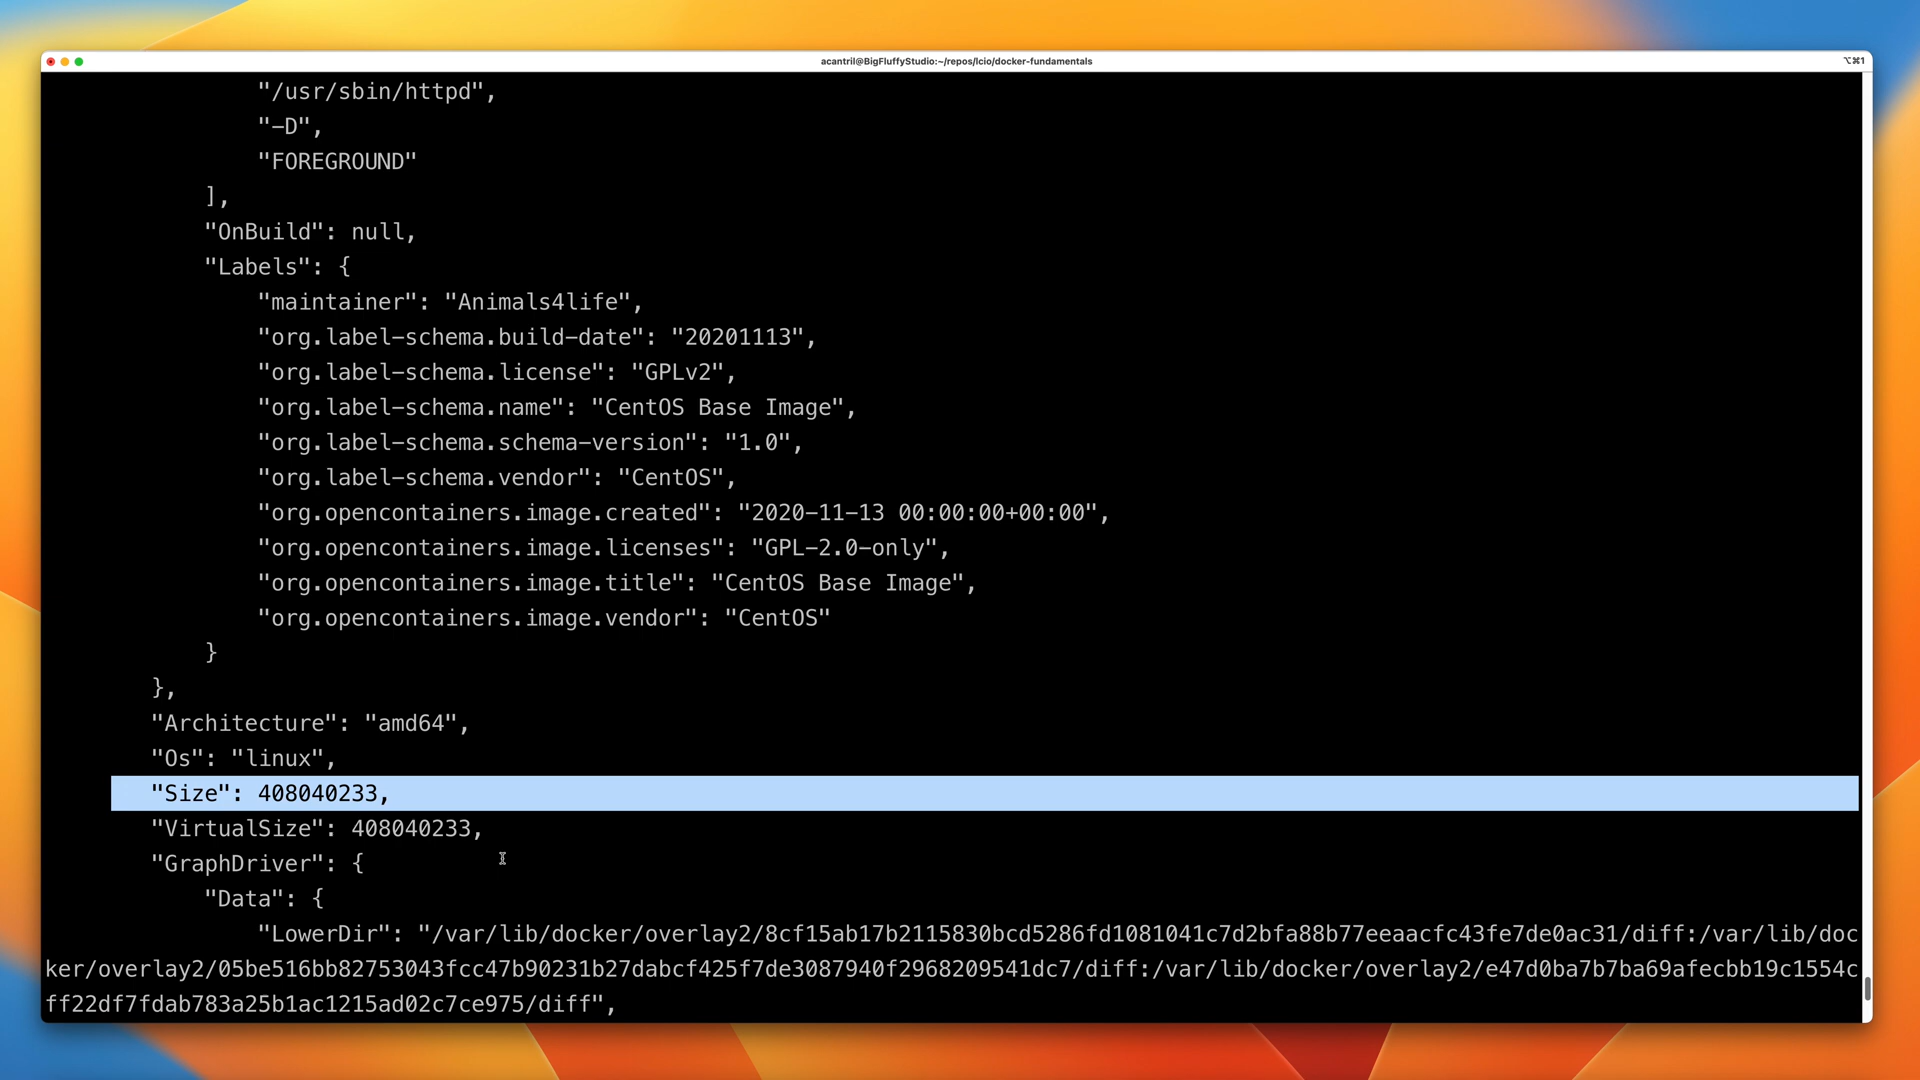 acantril@BigFluffyStudio:~/repos/lcio/docker-fundamentals
⌥⌘1
"/usr/sbin/httpd",
"-D",
"FOREGROUND"
],
"OnBuild": null,
"Labels": {
"maintainer": "Animals4life",
"org.label-schema.build-date": "20201113",
"org.label-schema.license": "GPLv2",
"org.label-schema.name": "CentOS Base Image",
"org.label-schema.schema-version": "1.0",
"org.label-schema.vendor": "CentOS",
"org.opencontainers.image.created": "2020-11-13 00:00:00+00:00",
"org.opencontainers.image.licenses": "GPL-2.0-only",
"org.opencontainers.image.title": "CentOS Base Image",
"org.opencontainers.image.vendor": "CentOS"
}
},
"Architecture": "amd64",
"Os": "linux",
"Size": 408040233,
"VirtualSize": 408040233,
"GraphDriver": {
"Data": {
"LowerDir": "/var/lib/docker/overlay2/8cf15ab17b2115830bcd5286fd1081041c7d2bfa88b77eeaacfc43fe7de0ac31/diff:/var/lib/doc
ker/overlay2/05be516bb82753043fcc47b90231b27dabcf425f7de3087940f2968209541dc7/diff:/var/lib/docker/overlay2/e47d0ba7b7ba69afecbb19c1554c
ff22df7fdab783a25b1ac1215ad02c7ce975/diff",